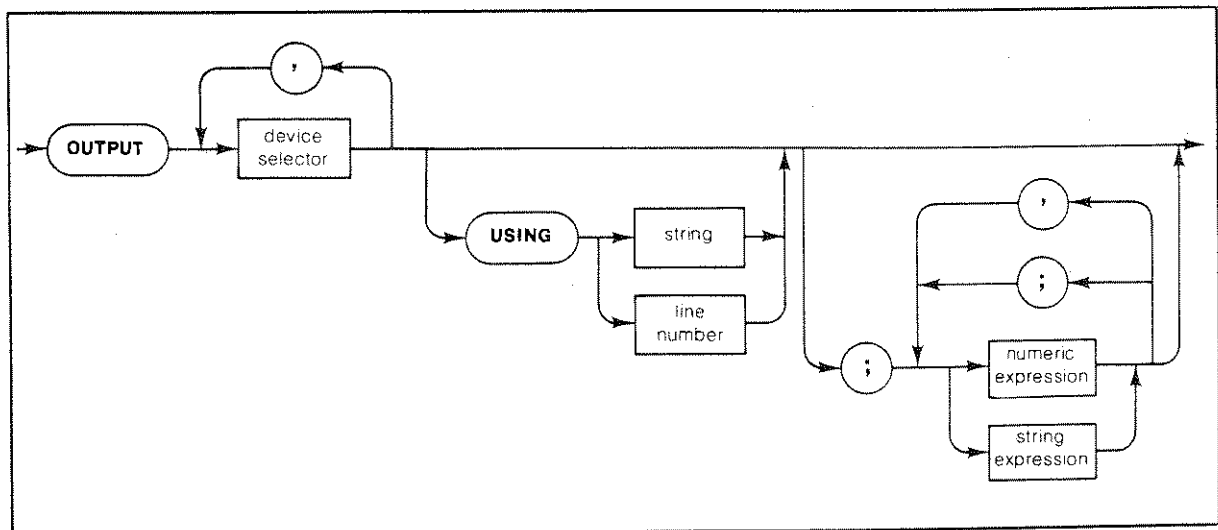 ,
OUTPUT
device
selector
,
USING
string
;
line
number
;
numeric
expression
string
expression